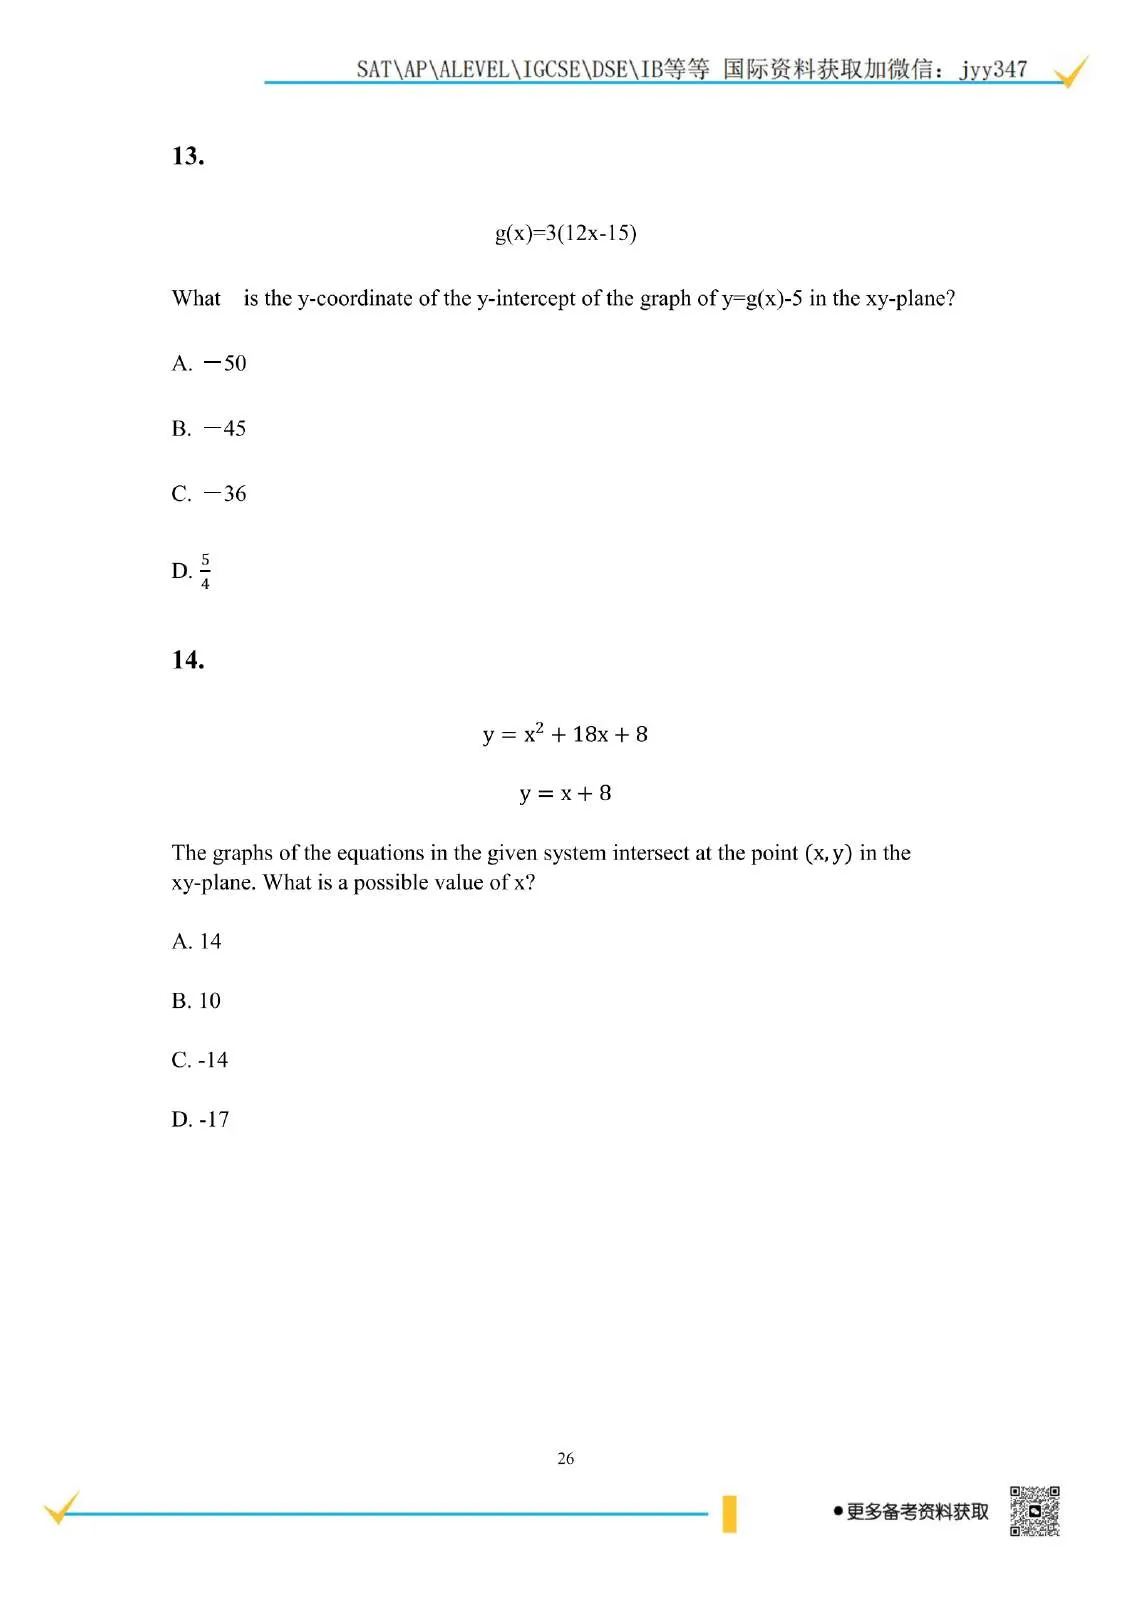 SAT\AP\ALEVEL\IGCSE\DSE\IB等等 国际资料获取加微信：jyy347
13.
g(x)=3(12x-15)
What is the y-coordinate of the y-intercept of the graph of y=g(x)-5 in the xy-plane?
A. －50
B. －45
C. －36
D. 5/4
14.
y = x² + 18x + 8
y = x + 8
The graphs of the equations in the given system intersect at the point (x, y) in the
xy-plane. What is a possible value of x?
A. 14
B. 10
C. -14
D. -17
26
●更多备考资料获取